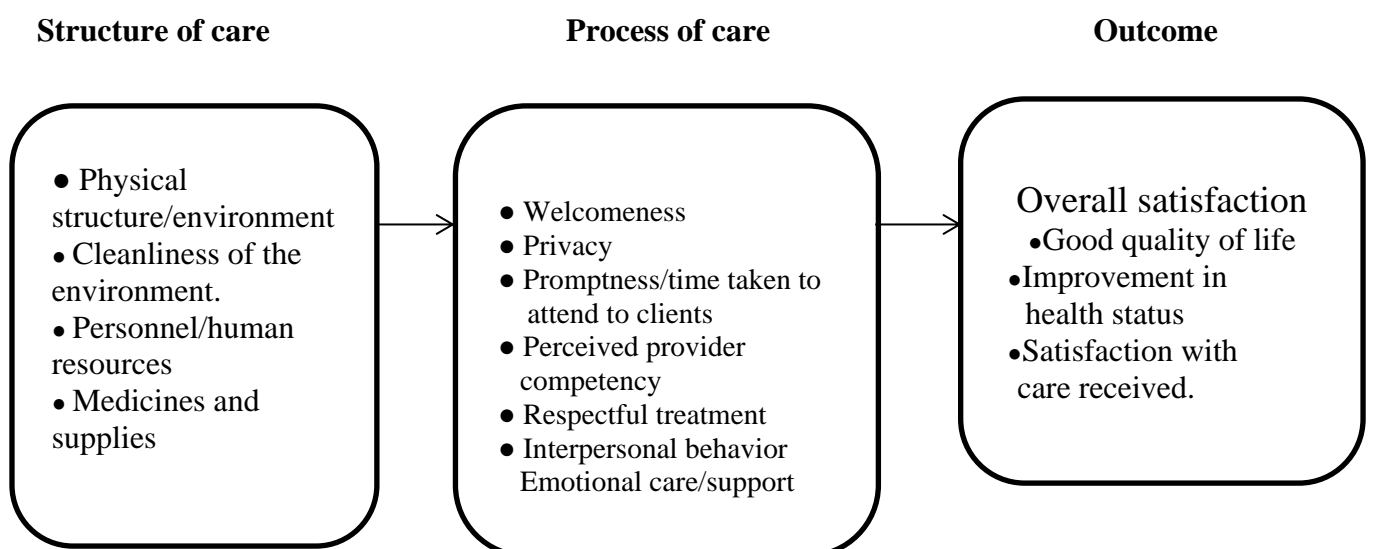 Structure of care
Process of care
Outcome
● Physical
structure/environment
● Cleanliness of the
environment.
● Personnel/human
resources
● Medicines and
supplies
● Welcomeness
● Privacy
● Promptness/time taken to
attend to clients
● Perceived provider
competency
● Respectful treatment
● Interpersonal behavior
Emotional care/support
Overall satisfaction
●Good quality of life
●Improvement in
health status
●Satisfaction with
care received.